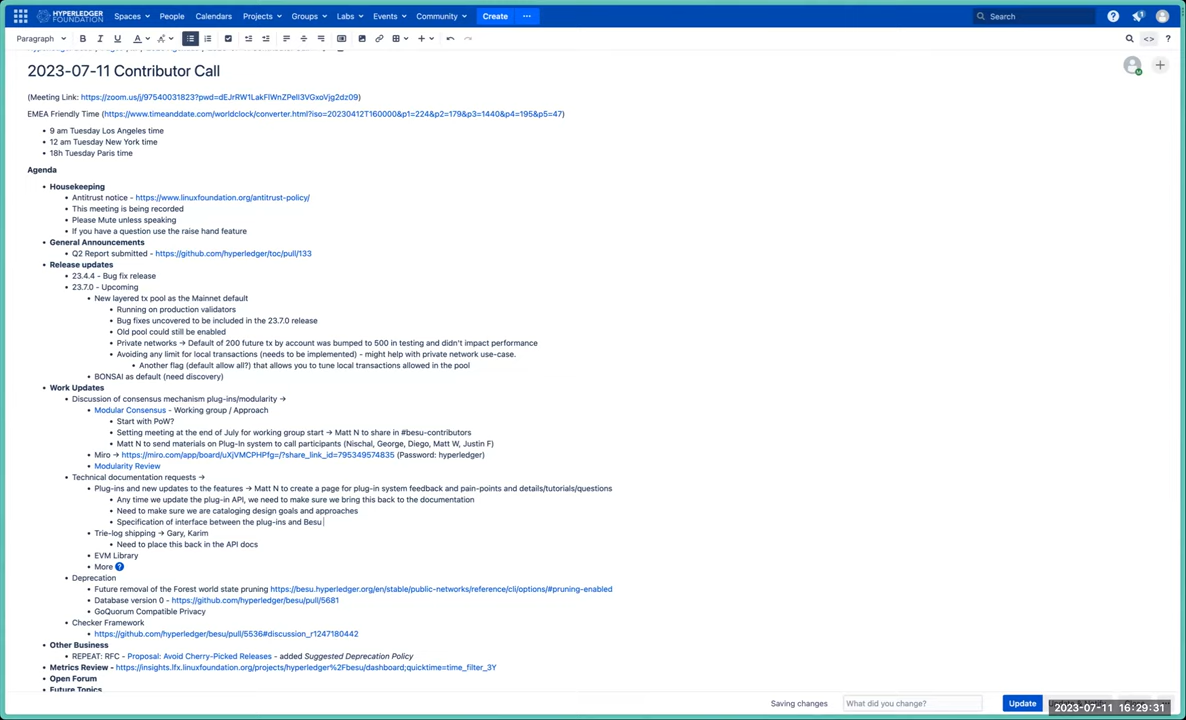 HYPERLEDGER FOUNDATION Spaces People Calendars Projects Groups Labs Events Community Create ··· Search
Paragraph B I U A
2023-07-11 Contributor Call
(Meeting Link: https://zoom.us/j/97540031823?pwd=dEJrRW1LakFlWnZPell3VGxoVjg2dz09)
EMEA Friendly Time (https://www.timeanddate.com/worldclock/converter.html?iso=20230412T160000&p1=224&p2=179&p3=1440&p4=195&p5=47)
• 9 am Tuesday Los Angeles time
• 12 am Tuesday New York time
• 18h Tuesday Paris time
Agenda
• Housekeeping
• Antitrust notice - https://www.linuxfoundation.org/antitrust-policy/
• This meeting is being recorded
• Please Mute unless speaking
• If you have a question use the raise hand feature
• General Announcements
• Q2 Report submitted - https://github.com/hyperledger/toc/pull/133
• Release updates
• 23.4.4 - Bug fix release
• 23.7.0 - Upcoming
• New layered tx pool as the Mainnet default
• Running on production validators
• Bug fixes uncovered to be included in the 23.7.0 release
• Old pool could still be enabled
• Private networks → Default of 200 future tx by account was bumped to 500 in testing and didn't impact performance
• Avoiding any limit for local transactions (needs to be implemented) - might help with private network use-case.
• Another flag (default allow all?) that allows you to tune local transactions allowed in the pool
• BONSAI as default (need discovery)
• Work Updates
• Discussion of consensus mechanism plug-ins/modularity →
• Modular Consensus - Working group / Approach
• Start with PoW?
• Setting meeting at the end of July for working group start → Matt N to share in #besu-contributors
• Matt N to send materials on Plug-In system to call participants (Nischal, George, Diego, Matt W, Justin F)
• Miro → https://miro.com/app/board/uXjVMCPHPfg=/?share_link_id=795349574835 (Password: hyperledger)
• Modularity Review
• Technical documentation requests →
• Plug-ins and new updates to the features → Matt N to create a page for plug-in system feedback and pain-points and details/tutorials/questions
• Any time we update the plug-in API, we need to make sure we bring this back to the documentation
• Need to make sure we are cataloging design goals and approaches
• Specification of interface between the plug-ins and Besu
• Trie-log shipping → Gary, Karim
• Need to place this back in the API docs
• EVM Library
• More ?
• Deprecation
• Future removal of the Forest world state pruning https://besu.hyperledger.org/en/stable/public-networks/reference/cli/options/#pruning-enabled
• Database version 0 - https://github.com/hyperledger/besu/pull/5681
• GoQuorum Compatible Privacy
• Checker Framework
• https://github.com/hyperledger/besu/pull/5536#discussion_r1247180442
• Other Business
• REPEAT: RFC - Proposal: Avoid Cherry-Picked Releases - added Suggested Deprecation Policy
• Metrics Review - https://insights.lfx.linuxfoundation.org/projects/hyperledger%2Fbesu/dashboard;quicktime=time_filter_3Y
• Open Forum
• Future Topics
Saving changes What did you change? Update
2023-07-11 16:29:31